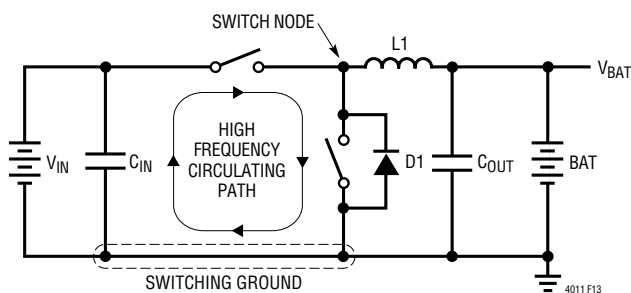 SWITCH NODE
L1
VBAT
VIN
CIN
HIGH
FREQUENCY
CIRCULATING
PATH
D1
COUT
BAT
SWITCHING GROUND
4011 F13